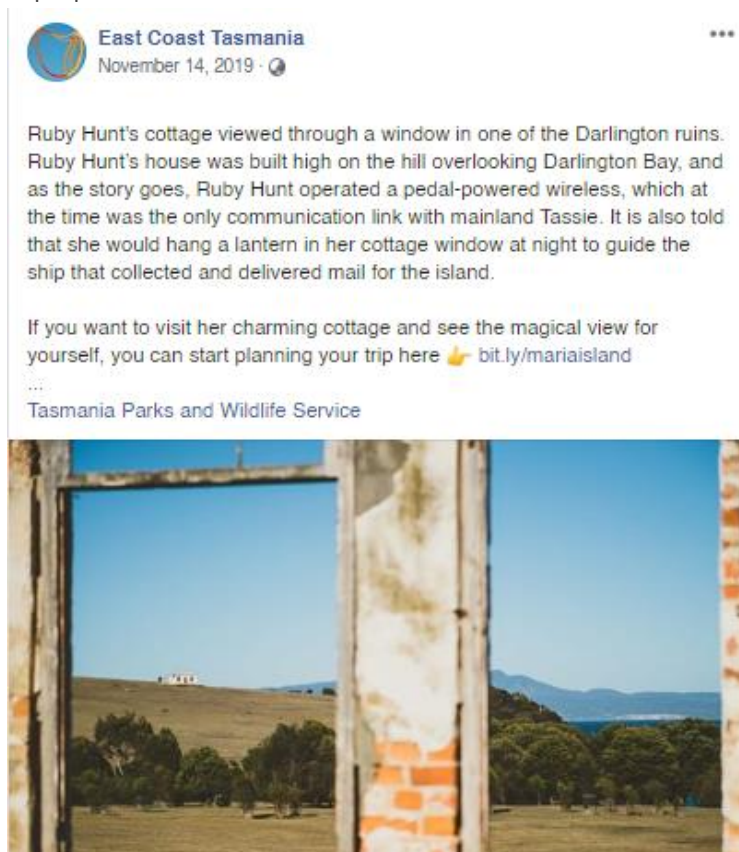 East Coast Tasmania
November 14, 2019 ·
Ruby Hunt's cottage viewed through a window in one of the Darlington ruins.
Ruby Hunt's house was built high on the hill overlooking Darlington Bay, and
as the story goes, Ruby Hunt operated a pedal-powered wireless, which at
the time was the only communication link with mainland Tassie. It is also told
that she would hang a lantern in her cottage window at night to guide the
ship that collected and delivered mail for the island.
If you want to visit her charming cottage and see the magical view for
yourself, you can start planning your trip here 👉 bit.ly/mariaisland
...
Tasmania Parks and Wildlife Service